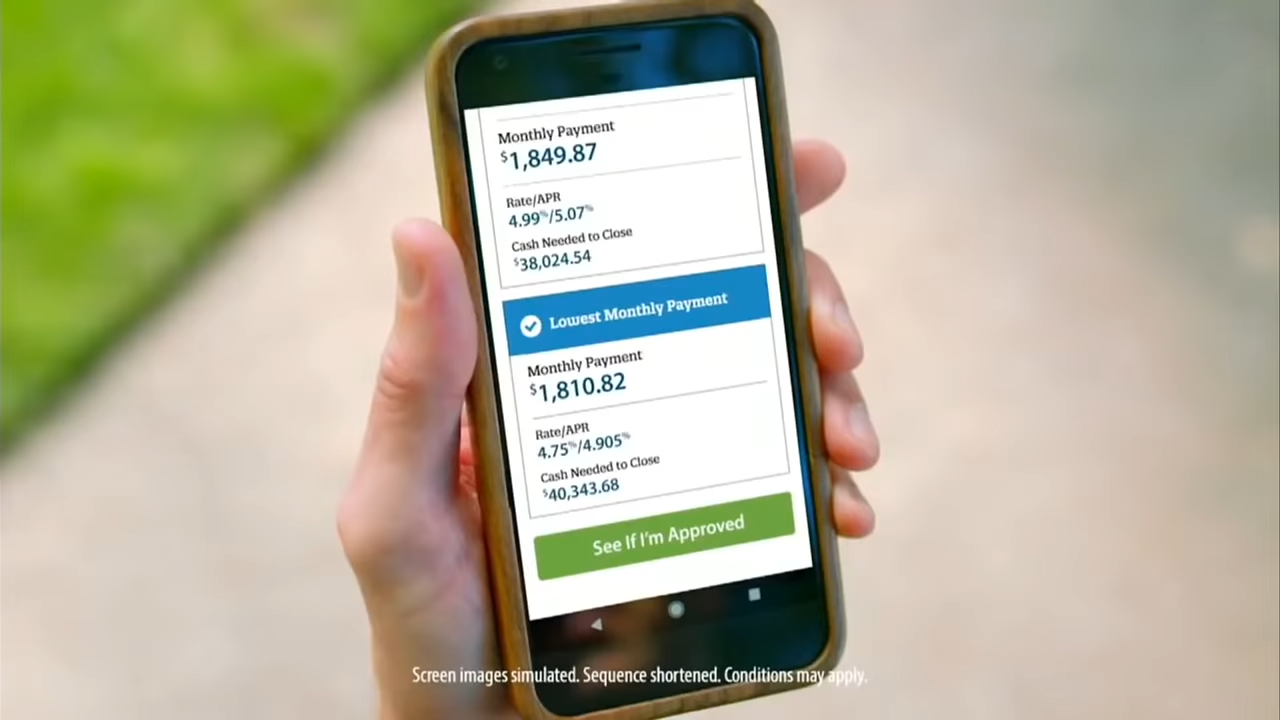 Monthly Payment
$1,849.87
Rate/APR
4.99%/5.07%
Cash Needed to Close
$38,024.54
Lowest Monthly Payment
Monthly Payment
$1,810.82
Rate/APR
4.75%/4.905%
Cash Needed to Close
$40,343.68
See If I'm Approved
Screen images simulated. Sequence shortened. Conditions may apply.